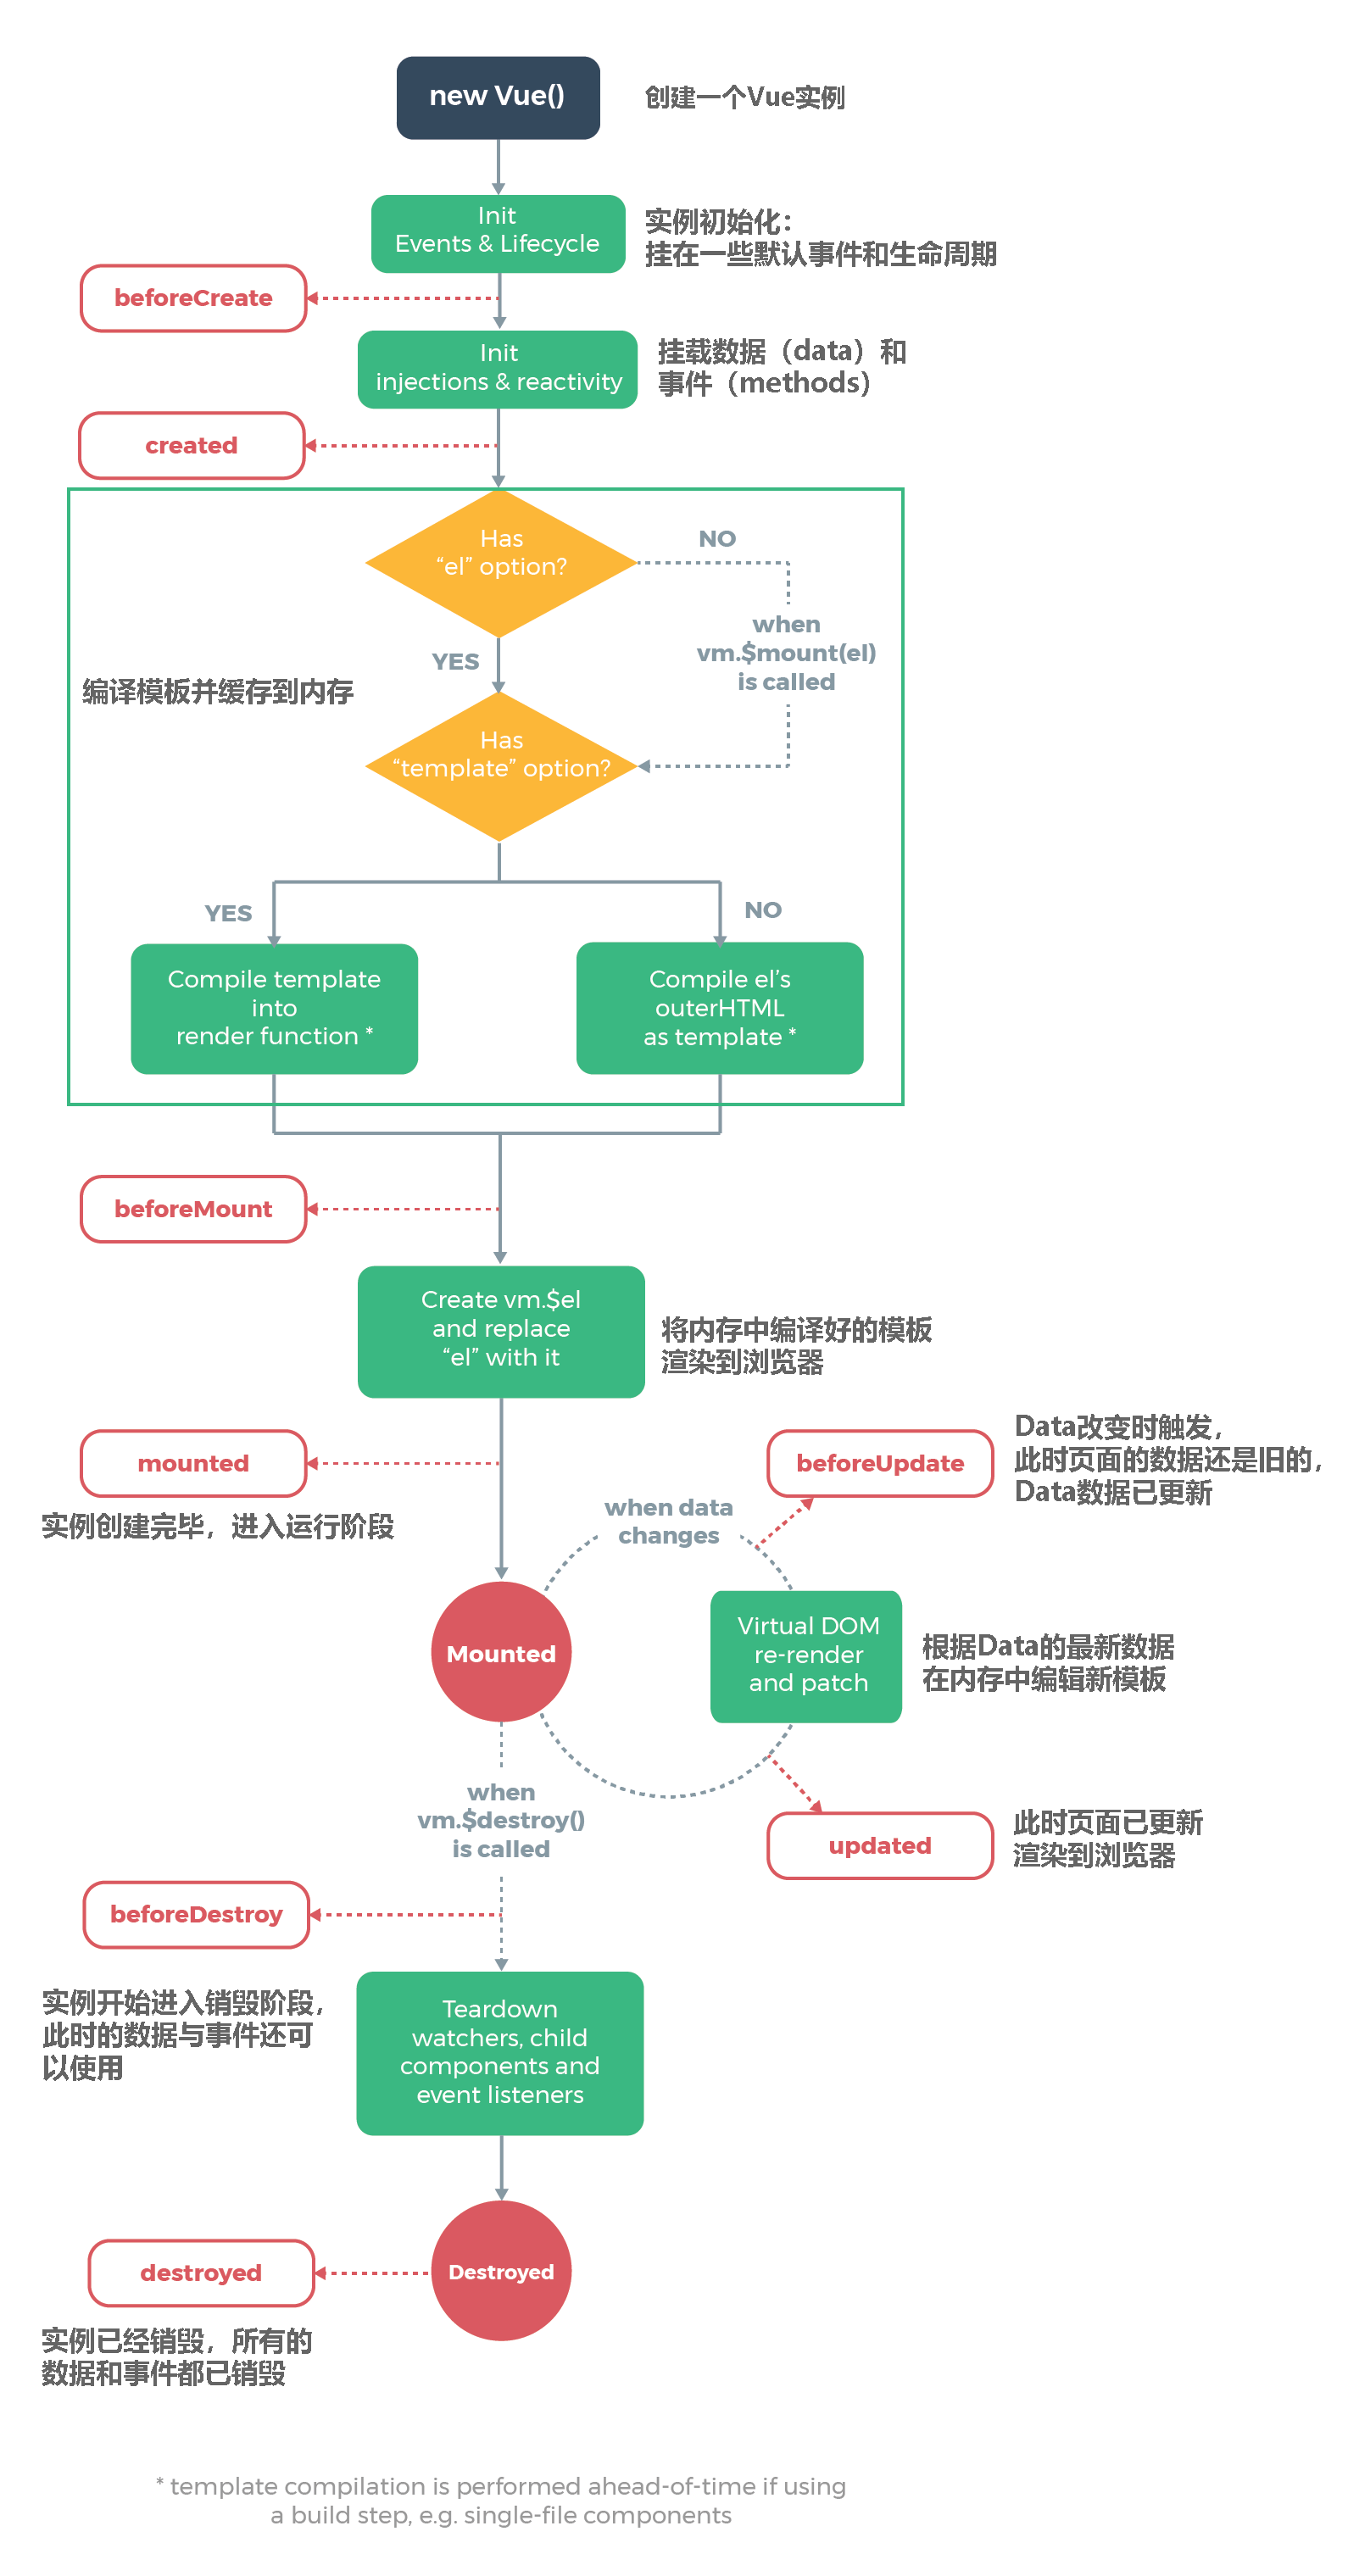 new Vue()
创建一个Vue实例
Init
Events & Lifecycle
实例初始化：
挂在一些默认事件和生命周期
beforeCreate
Init
injections & reactivity
挂载数据（data）和
事件（methods）
created
Has
“el” option?
NO
when
vm.$mount(el)
is called
YES
编译模板并缓存到内存
Has
“template” option?
YES
NO
Compile template
into
render function *
Compile el’s
outerHTML
as template *
beforeMount
Create vm.$el
and replace
“el” with it
将内存中编译好的模板
渲染到浏览器
mounted
实例创建完毕，进入运行阶段
beforeUpdate
Data改变时触发，
此时页面的数据还是旧的，
Data数据已更新
when data
changes
Mounted
Virtual DOM
re-render
and patch
根据Data的最新数据
在内存中编辑新模板
when
vm.$destroy()
is called
updated
此时页面已更新
渲染到浏览器
beforeDestroy
实例开始进入销毁阶段，
此时的数据与事件还可
以使用
Teardown
watchers, child
components and
event listeners
destroyed
Destroyed
实例已经销毁，所有的
数据和事件都已销毁
* template compilation is performed ahead-of-time if using
a build step, e.g. single-file components